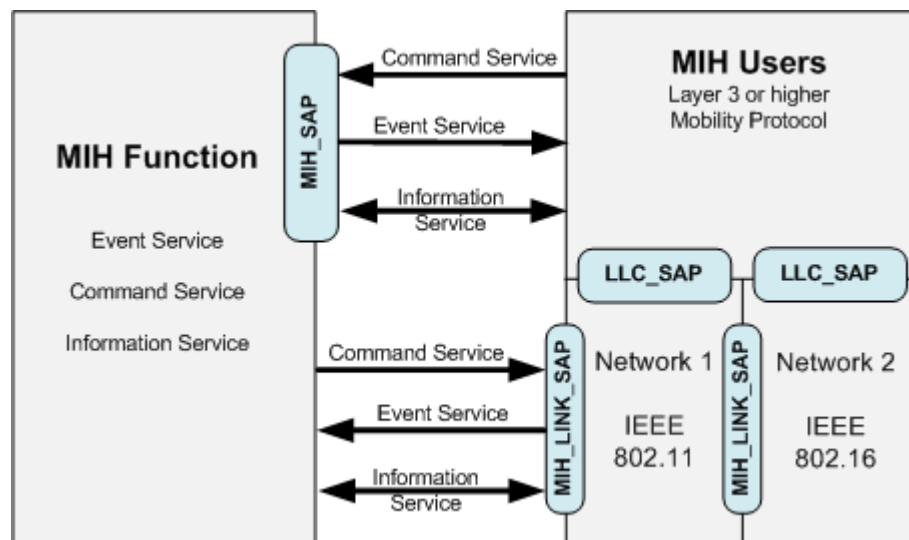 MIH Function
Event Service
Command Service
Information Service
MIH_SAP
Command Service
Event Service
Information
Service
MIH Users
Layer 3 or higher
Mobility Protocol
LLC_SAP
LLC_SAP
Command Service
Event Service
Information
Service
MIH_LINK_SAP
Network 1
IEEE
802.11
MIH_LINK_SAP
Network 2
IEEE
802.16